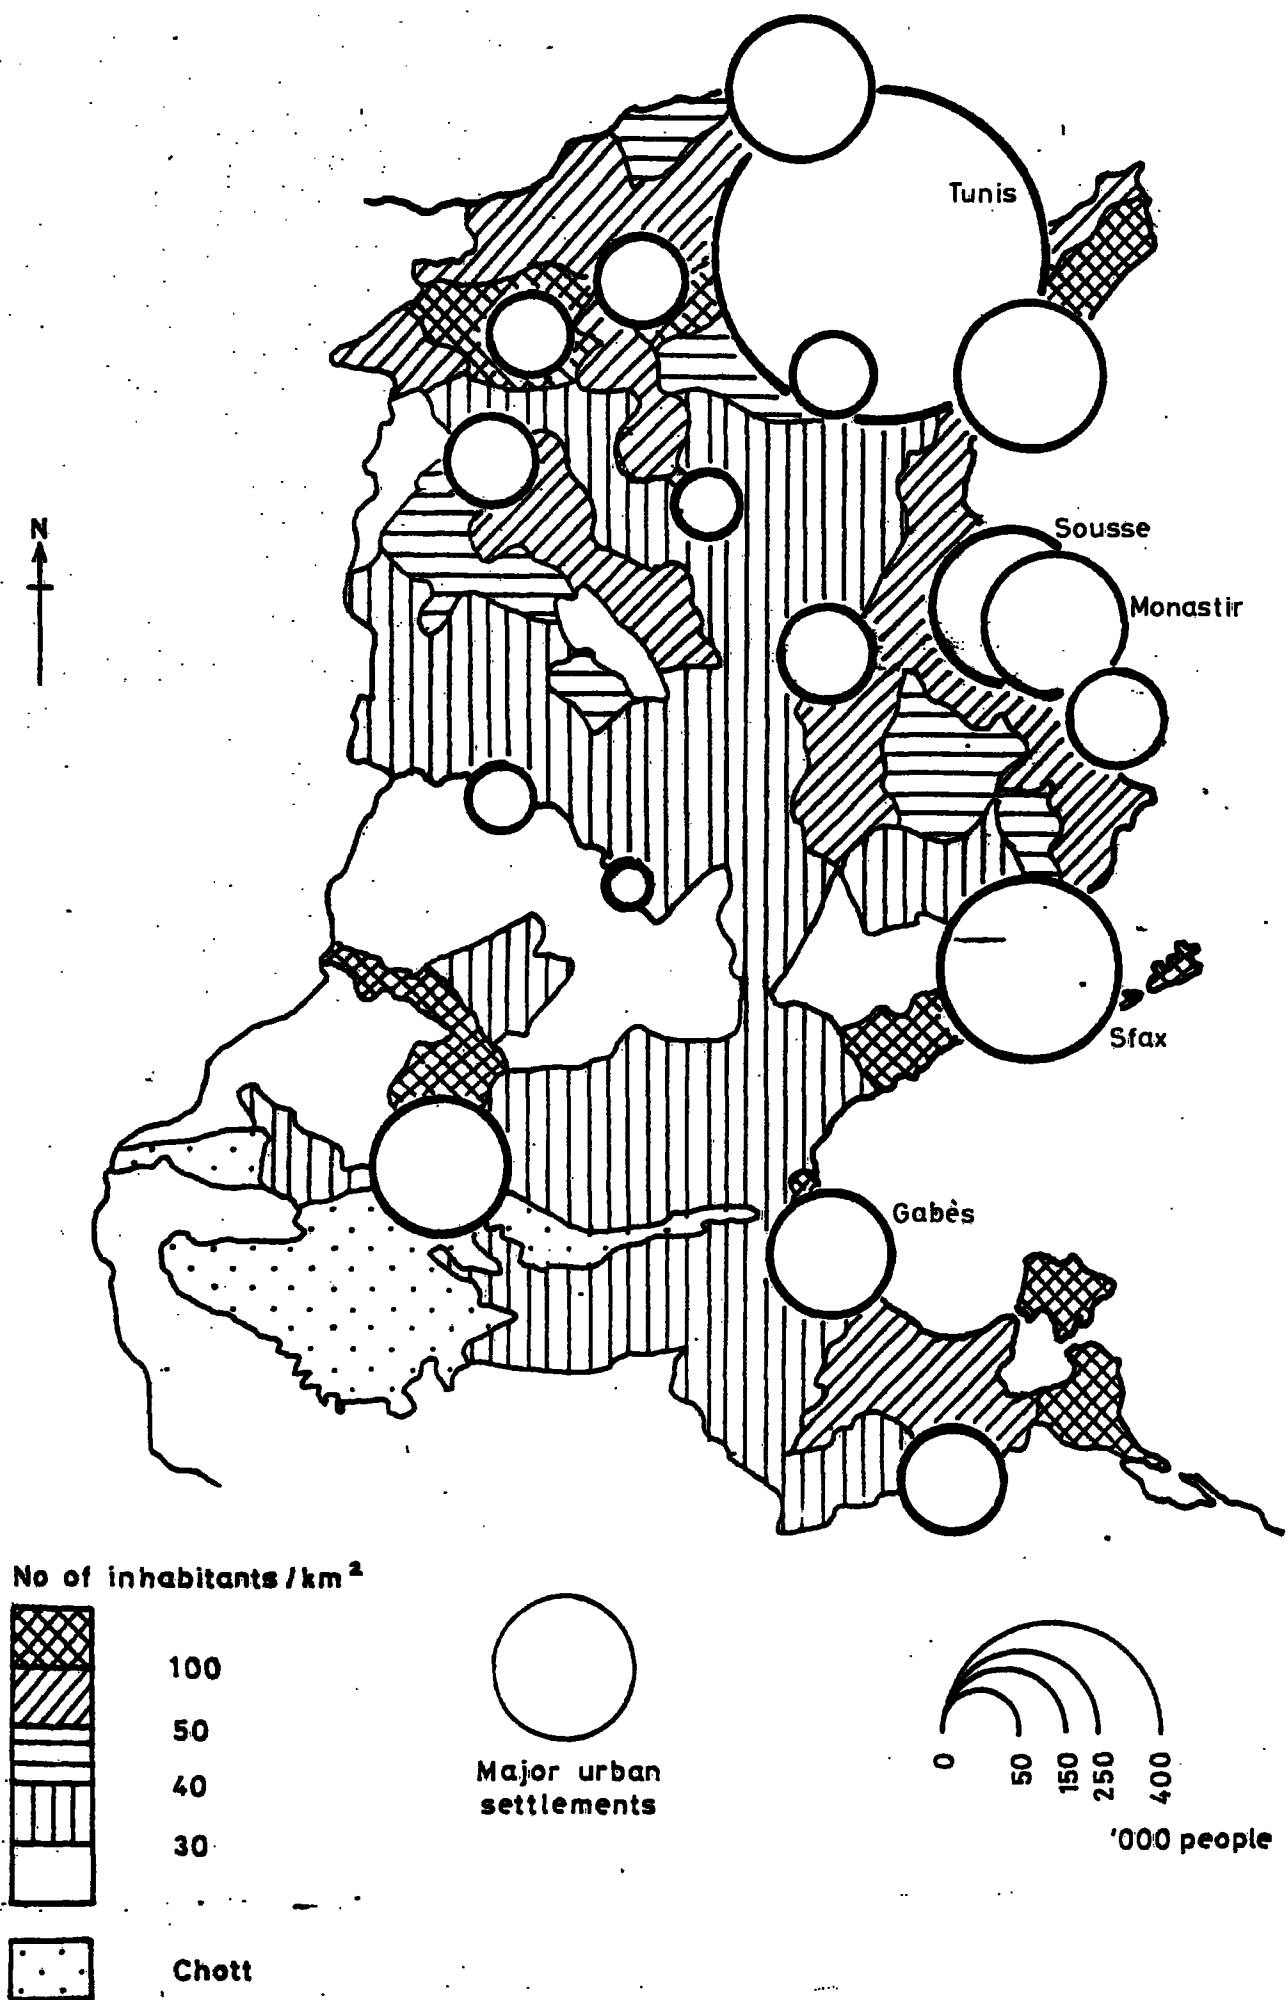 Tunis
N
Sousse
Monastir
Sfax
Gabès
No of inhabitants/km²
100
50
40
30
Chott
Major urban
settlements
0 50 150 250 400
'000 people